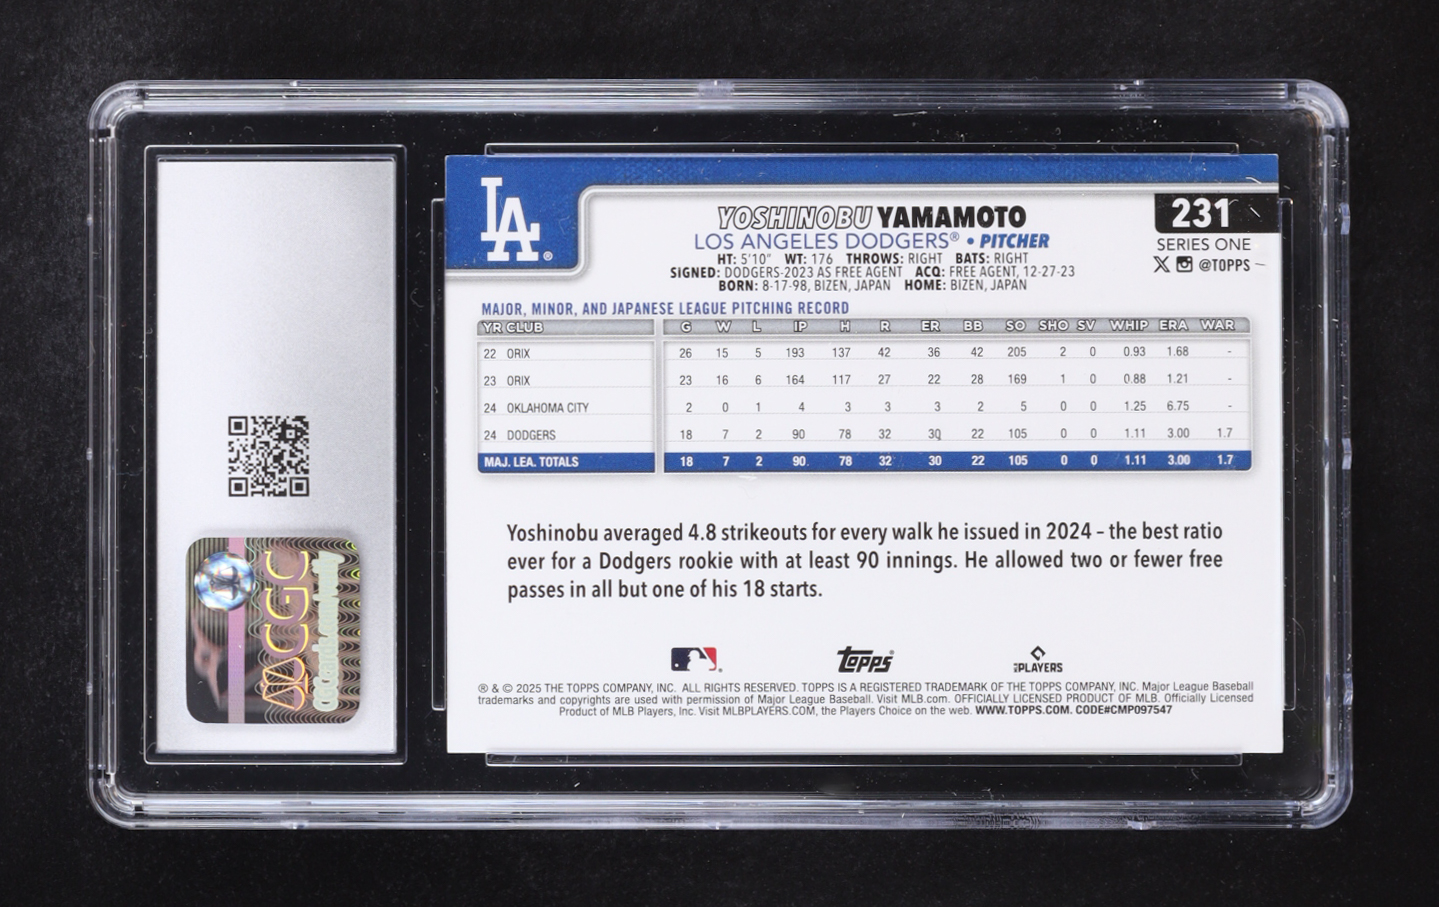 LA
YOSHINOBU YAMAMOTO
231
LOS ANGELES DODGERS® • PITCHER
SERIES ONE
HT: 5'10" WT: 176 THROWS: RIGHT BATS: RIGHT
@TOPPS
SIGNED: DODGERS-2023 AS FREE AGENT ACQ: FREE AGENT, 12-27-23
BORN: 8-17-98, BIZEN, JAPAN HOME: BIZEN, JAPAN
MAJOR, MINOR, AND JAPANESE LEAGUE PITCHING RECORD
YR CLUB G W L IP H R ER BB SO SHO SV WHIP ERA WAR
22 ORIX 26 15 5 193 137 42 36 42 205 2 0 0.93 1.68 -
23 ORIX 23 16 6 164 117 27 22 28 169 1 0 0.88 1.21 -
24 OKLAHOMA CITY 2 0 1 4 3 3 3 2 5 0 0 1.25 6.75 -
24 DODGERS 18 7 2 90 78 32 30 22 105 0 0 1.11 3.00 1.7
MAJ. LEA. TOTALS 18 7 2 90 78 32 30 22 105 0 0 1.11 3.00 1.7
Yoshinobu averaged 4.8 strikeouts for every walk he issued in 2024 – the best ratio
ever for a Dodgers rookie with at least 90 innings. He allowed two or fewer free
passes in all but one of his 18 starts.
Topps
PLAYERS
® & © 2025 THE TOPPS COMPANY, INC. ALL RIGHTS RESERVED. TOPPS IS A REGISTERED TRADEMARK OF THE TOPPS COMPANY, INC. Major League Baseball
trademarks and copyrights are used with permission of Major League Baseball. Visit MLB.com. OFFICIALLY LICENSED PRODUCT OF MLB. Officially Licensed
Product of MLB Players, Inc. Visit MLBPLAYERS.COM, the Players Choice on the web. WWW.TOPPS.COM. CODE#CMP097547
CGC